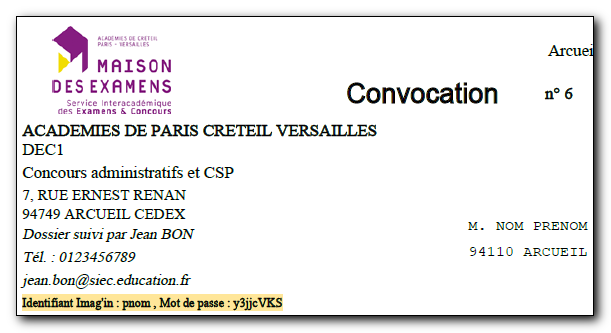 ACADEMIES DE CRETEIL
PARIS - VERSAILLES
MAISON
DES EXAMENS
Service interacadémique
des Examens & Concours
Arcuei
Convocation n° 6
ACADEMIES DE PARIS CRETEIL VERSAILLES
DEC1
Concours administratifs et CSP
7, RUE ERNEST RENAN
94749 ARCUEIL CEDEX
Dossier suivi par Jean BON
Tél. : 0123456789
jean.bon@siec.education.fr
Identifiant Imag'in : pnom , Mot de passe : y3jjcVKS
M. NOM PRENOM
94110 ARCUEIL